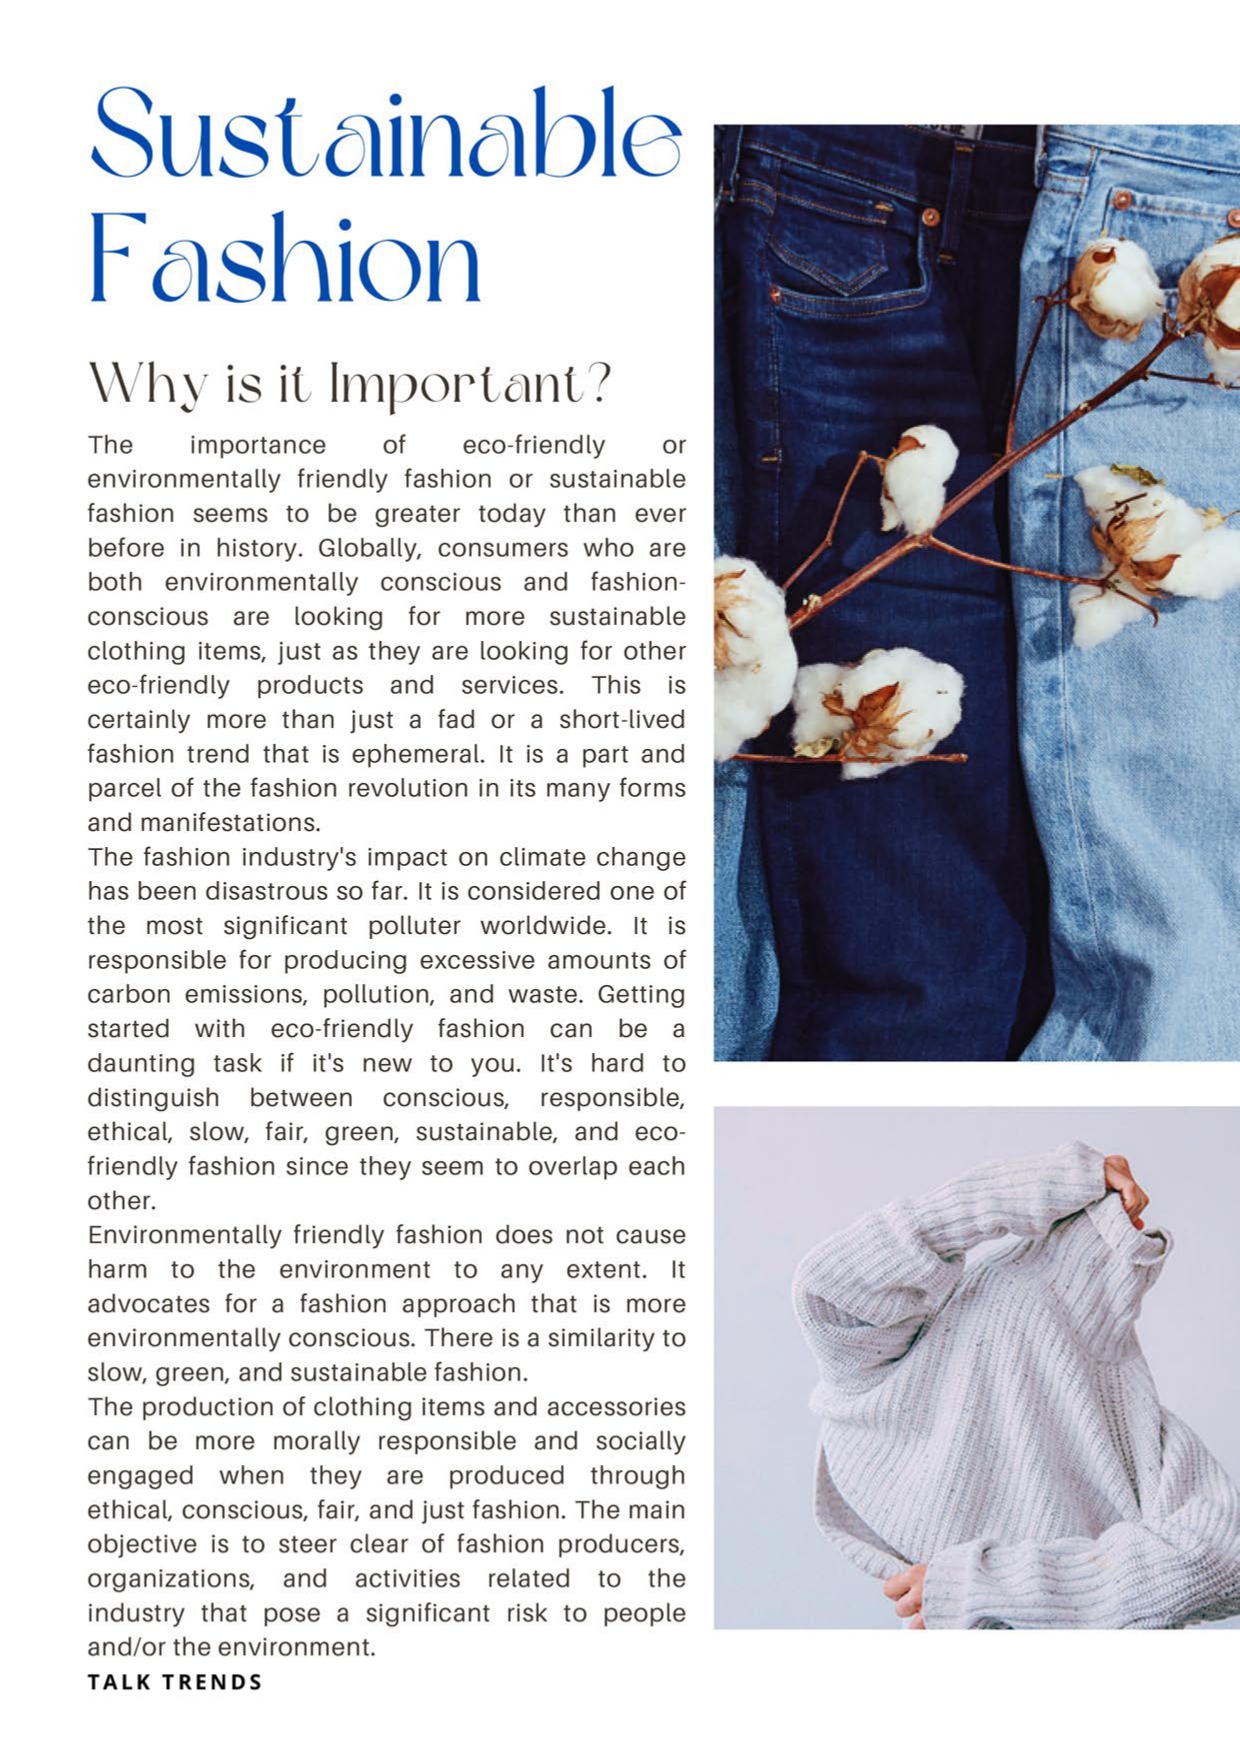 Sustainable
Fashion
Why is it Important?
The importance of eco-friendly or
environmentally friendly fashion or sustainable
fashion seems to be greater today than ever
before in history. Globally, consumers who are
both environmentally conscious and fashion-
conscious are looking for more sustainable
clothing items, just as they are looking for other
eco-friendly products and services. This is
certainly more than just a fad or a short-lived
fashion trend that is ephemeral. It is a part and
parcel of the fashion revolution in its many forms
and manifestations.
The fashion industry's impact on climate change
has been disastrous so far. It is considered one of
the most significant polluter worldwide. It is
responsible for producing excessive amounts of
carbon emissions, pollution, and waste. Getting
started with eco-friendly fashion can be a
daunting task if it's new to you. It's hard to
distinguish between conscious, responsible,
ethical, slow, fair, green, sustainable, and eco-
friendly fashion since they seem to overlap each
other.
Environmentally friendly fashion does not cause
harm to the environment to any extent. It
advocates for a fashion approach that is more
environmentally conscious. There is a similarity to
slow, green, and sustainable fashion.
The production of clothing items and accessories
can be more morally responsible and socially
engaged when they are produced through
ethical, conscious, fair, and just fashion. The main
objective is to steer clear of fashion producers,
organizations, and activities related to the
industry that pose a significant risk to people
and/or the environment.
TALK TRENDS